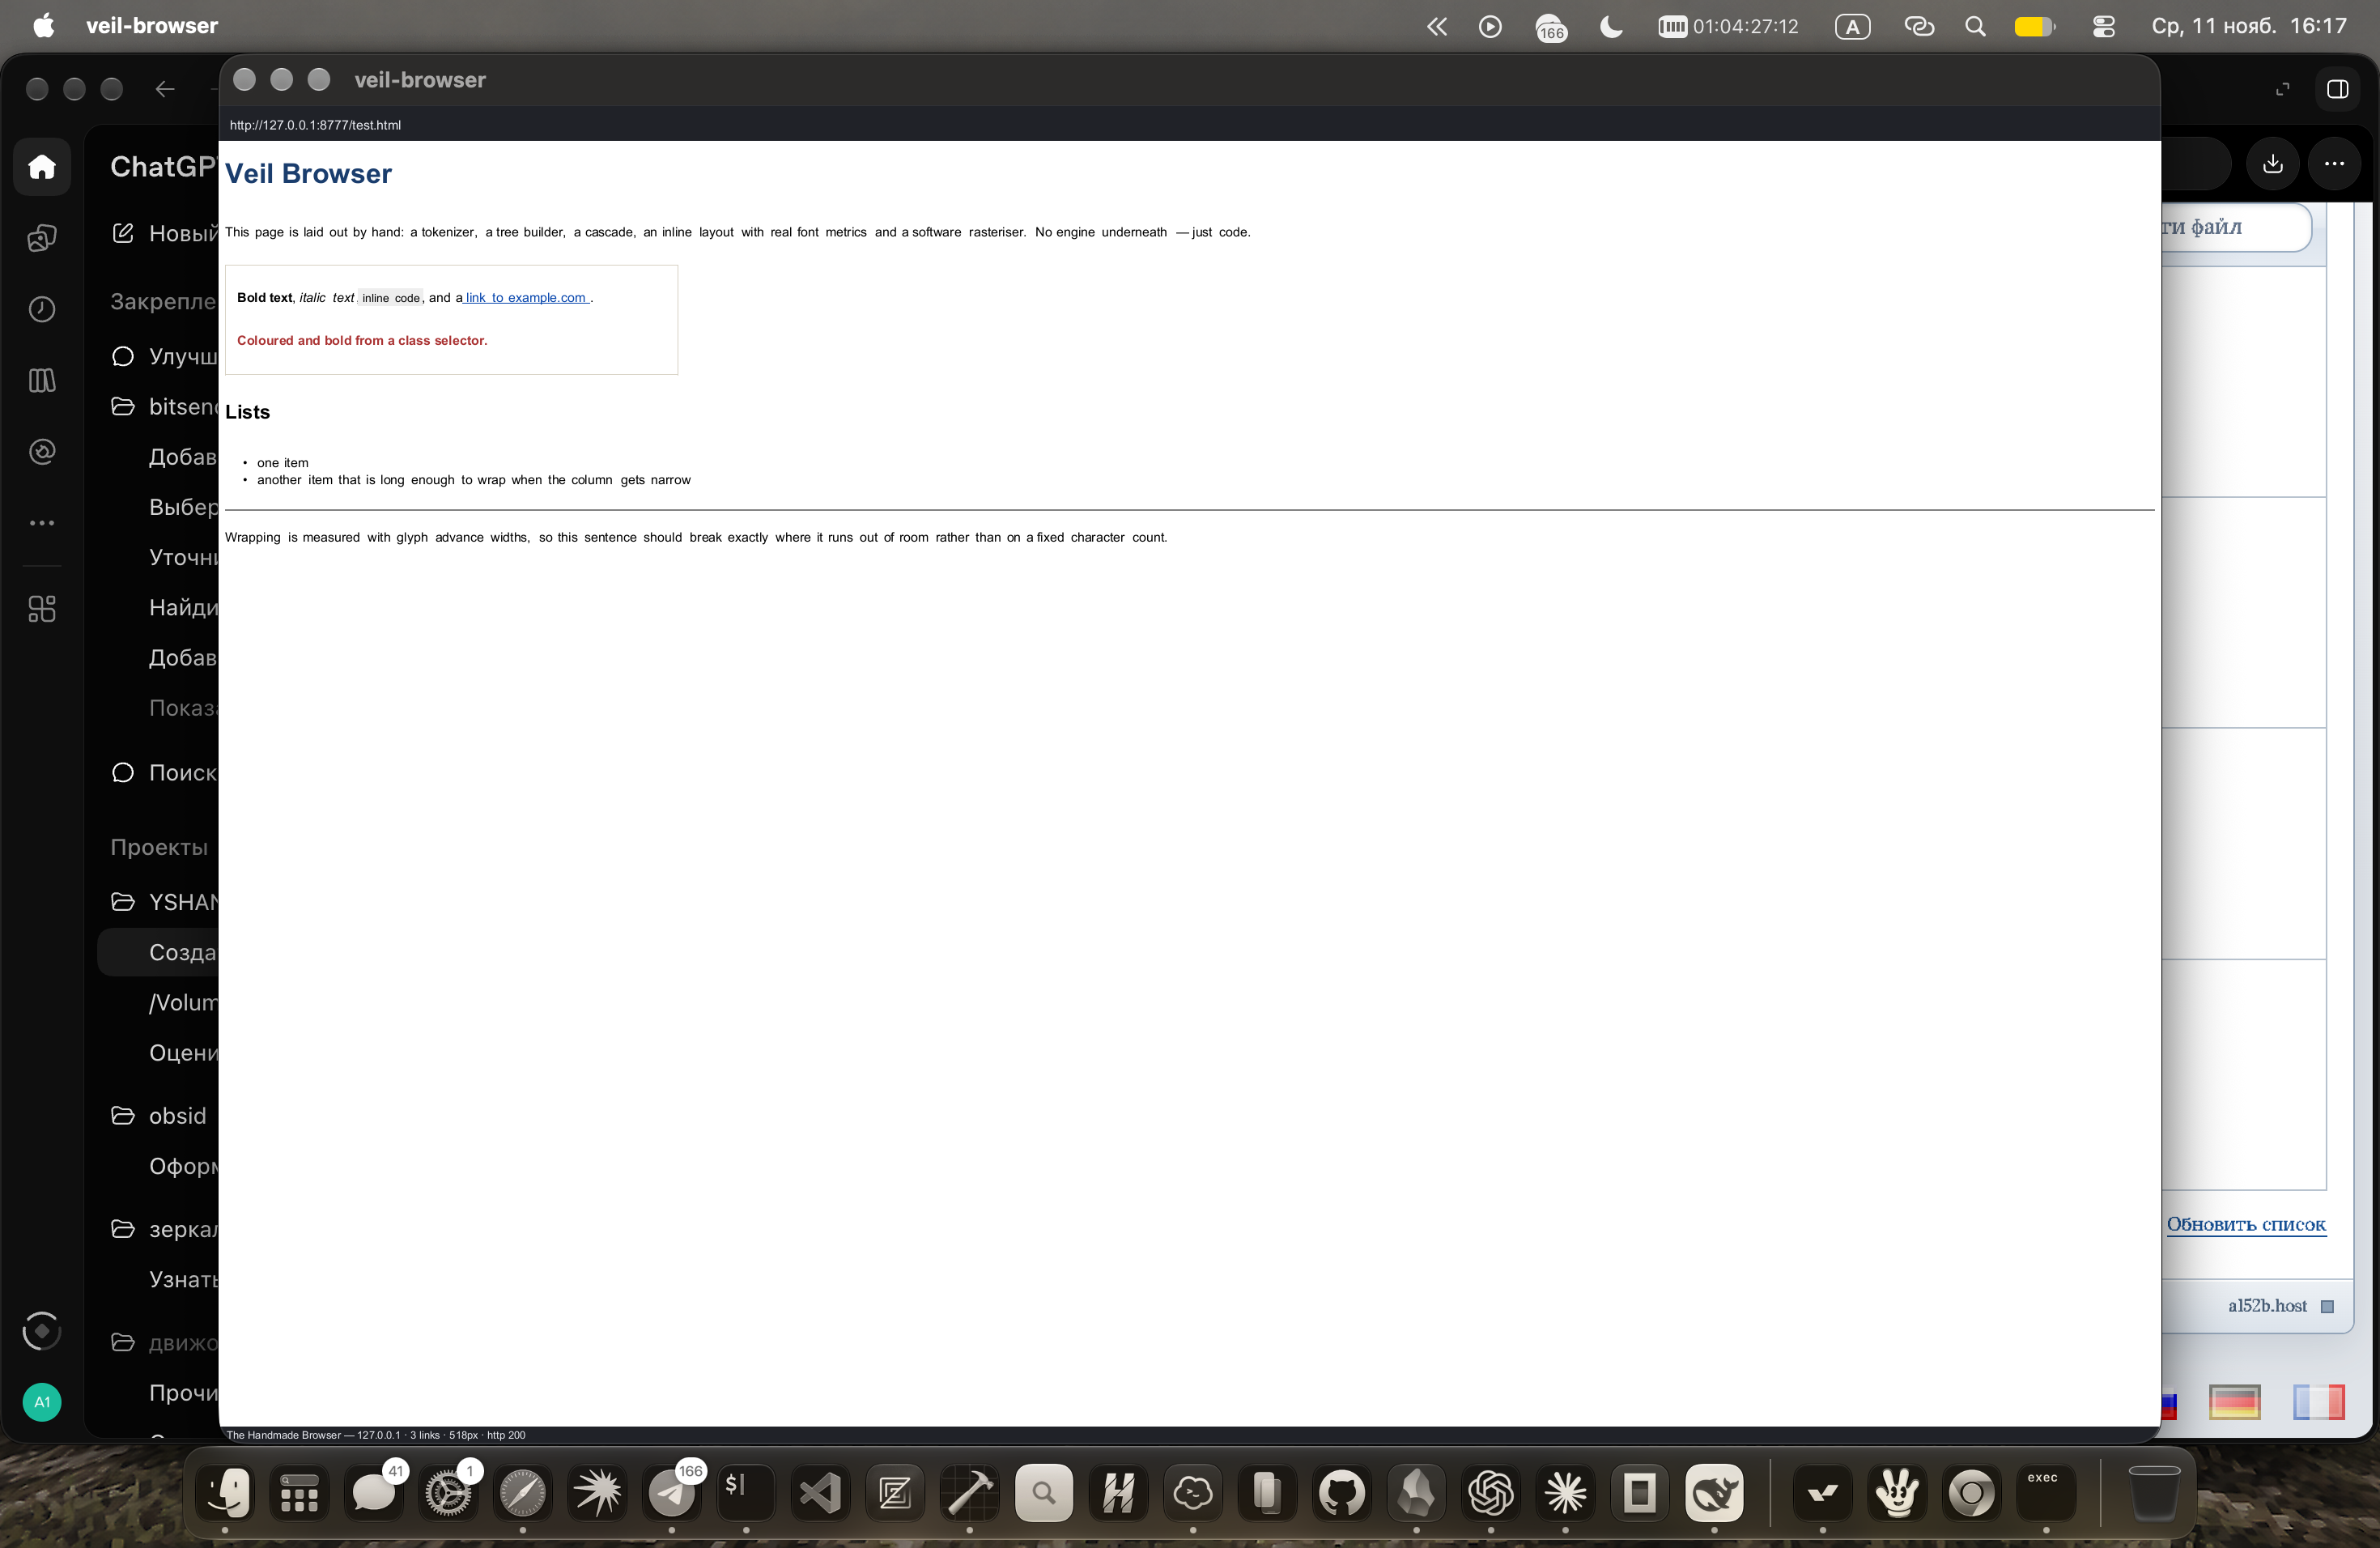 veil-browser
166
01:04:27:12
A
Ср, 11 нояб. 16:17
veil-browser
http://127.0.0.1:8777/test.html
ChatGP
Новый
Закрепле
Улучш
bitsend
Добав
Выбер
Уточни
Найди
Добав
Показа
Поиск
Проекты
YSHAN
Созда
/Volum
Оцени
obsid
Оформ
зеркал
Узнать
движо
Прочи
A1
Veil Browser
This page is laid out by hand: a tokenizer, a tree builder, a cascade, an inline layout with real font metrics and a software rasteriser. No engine underneath — just code.
Bold text, italic text inline code, and a link to example.com .
Coloured and bold from a class selector.
Lists
• one item
• another item that is long enough to wrap when the column gets narrow
Wrapping is measured with glyph advance widths, so this sentence should break exactly where it runs out of room rather than on a fixed character count.
The Handmade Browser — 127.0.0.1 · 3 links · 518px · http 200
ти файл
Обновить список
a152b.host
41
1
166
$
exec